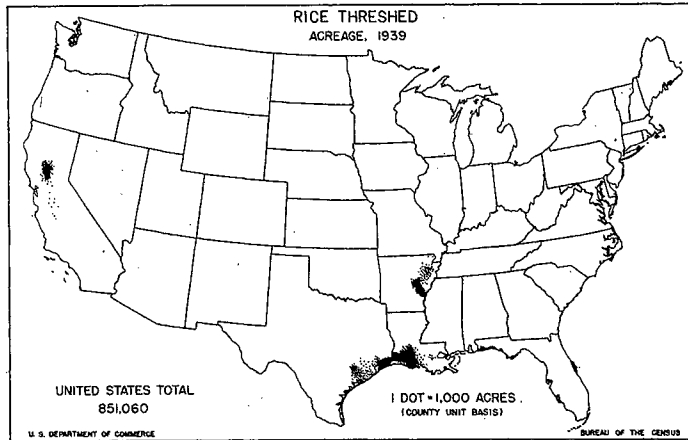 RICE THRESHED
ACREAGE, 1939
UNITED STATES TOTAL
851,060
1 DOT = 1,000 ACRES
(COUNTY UNIT BASIS)
U. S. DEPARTMENT OF COMMERCE
BUREAU OF THE CENSUS